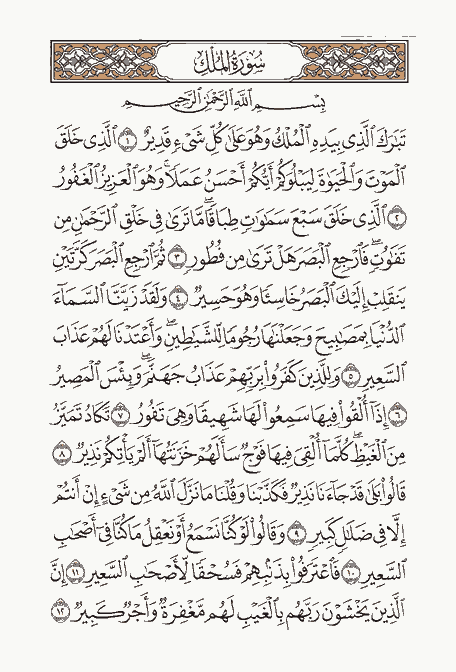 سُورَةُ الْمُلْكِ
بِسْمِ اللَّهِ الرَّحْمَٰنِ الرَّحِيمِ
تَبَٰرَكَ ٱلَّذِى بِيَدِهِ ٱلْمُلْكُ وَهُوَ عَلَىٰ كُلِّ شَىْءٍ قَدِيرٌ ١ ٱلَّذِى خَلَقَ
ٱلْمَوْتَ وَٱلْحَيَوٰةَ لِيَبْلُوَكُمْ أَيُّكُمْ أَحْسَنُ عَمَلًا ۚ وَهُوَ ٱلْعَزِيزُ ٱلْغَفُورُ
٢ ٱلَّذِى خَلَقَ سَبْعَ سَمَٰوَٰتٍ طِبَاقًا ۖ مَّا تَرَىٰ فِى خَلْقِ ٱلرَّحْمَٰنِ مِن
تَفَٰوُتٍ ۖ فَٱرْجِعِ ٱلْبَصَرَ هَلْ تَرَىٰ مِن فُطُورٍ ٣ ثُمَّ ٱرْجِعِ ٱلْبَصَرَ كَرَّتَيْنِ
يَنقَلِبْ إِلَيْكَ ٱلْبَصَرُ خَاسِئًا وَهُوَ حَسِيرٌ ٤ وَلَقَدْ زَيَّنَّا ٱلسَّمَآءَ
ٱلدُّنْيَا بِمَصَٰبِيحَ وَجَعَلْنَٰهَا رُجُومًا لِّلشَّيَٰطِينِ ۖ وَأَعْتَدْنَا لَهُمْ عَذَابَ
ٱلسَّعِيرِ ٥ وَلِلَّذِينَ كَفَرُوا۟ بِرَبِّهِمْ عَذَابُ جَهَنَّمَ ۖ وَبِئْسَ ٱلْمَصِيرُ
٦ إِذَآ أُلْقُوا۟ فِيهَا سَمِعُوا۟ لَهَا شَهِيقًا وَهِىَ تَفُورُ ٧ تَكَادُ تَمَيَّزُ
مِنَ ٱلْغَيْظِ ۖ كُلَّمَآ أُلْقِىَ فِيهَا فَوْجٌ سَأَلَهُمْ خَزَنَتُهَآ أَلَمْ يَأْتِكُمْ نَذِيرٌ ٨
قَالُوا۟ بَلَىٰ قَدْ جَآءَنَا نَذِيرٌ فَكَذَّبْنَا وَقُلْنَا مَا نَزَّلَ ٱللَّهُ مِن شَىْءٍ إِنْ أَنتُمْ
إِلَّا فِى ضَلَٰلٍ كَبِيرٍ ٩ وَقَالُوا۟ لَوْ كُنَّا نَسْمَعُ أَوْ نَعْقِلُ مَا كُنَّا فِىٓ أَصْحَٰبِ
ٱلسَّعِيرِ ١٠ فَٱعْتَرَفُوا۟ بِذَنۢبِهِمْ فَسُحْقًا لِّأَصْحَٰبِ ٱلسَّعِيرِ ١١ إِنَّ
ٱلَّذِينَ يَخْشَوْنَ رَبَّهُم بِٱلْغَيْبِ لَهُم مَّغْفِرَةٌ وَأَجْرٌ كَبِيرٌ ١٢